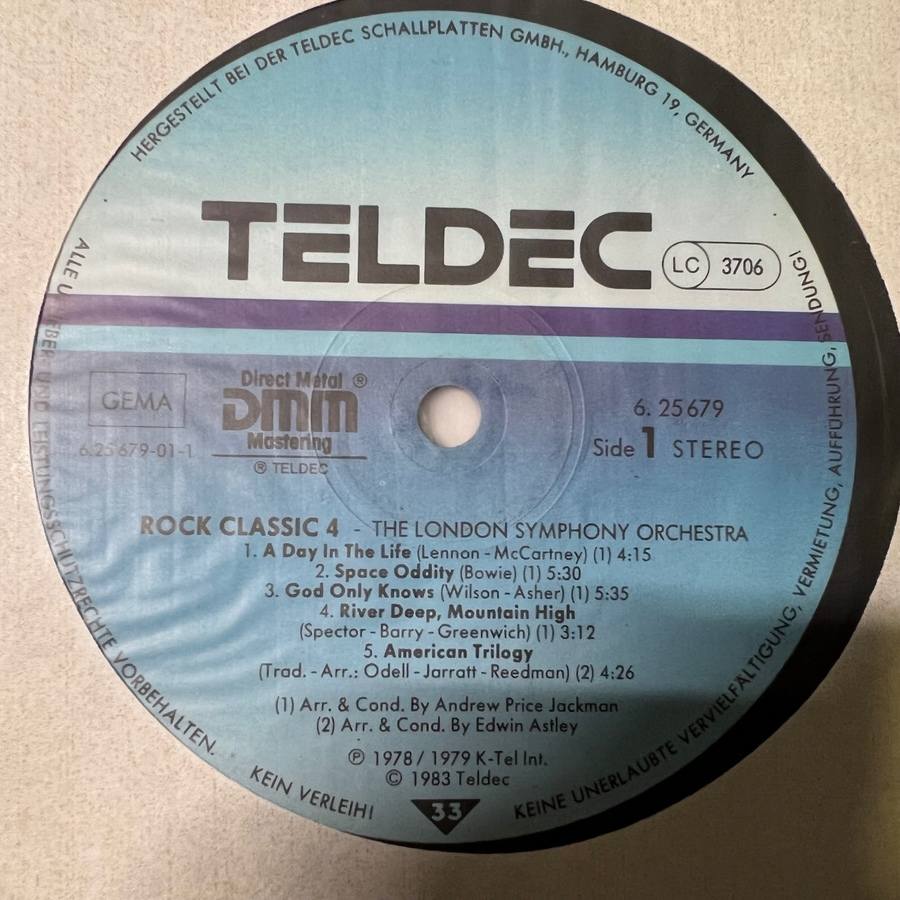 HERGESTELLT BEI DER TELDEC SCHALLPLATTEN GMBH., HAMBURG 19, GERMANY
TELDEC
LC 3706
GEMA
6.25679-01-1
Direct Metal ®
DMM
Mastering
® TELDEC
6. 25679
Side 1 STEREO
ROCK CLASSIC 4 - THE LONDON SYMPHONY ORCHESTRA
1. A Day In The Life (Lennon - McCartney) (1) 4:15
2. Space Oddity (Bowie) (1) 5:30
3. God Only Knows (Wilson - Asher) (1) 5:35
4. River Deep, Mountain High
(Spector - Barry - Greenwich) (1) 3:12
5. American Trilogy
(Trad. - Arr.: Odell - Jarratt - Reedman) (2) 4:26
(1) Arr. & Cond. By Andrew Price Jackman
(2) Arr. & Cond. By Edwin Astley
℗ 1978 / 1979 K-Tel Int.
© 1983 Teldec
33
ALLE URHEBER- UND LEISTUNGSSCHUTZRECHTE VORBEHALTEN.
KEIN VERLEIH!
KEINE UNERLAUBTE VERVIELFÄLTIGUNG, VERMIETUNG, AUFFÜHRUNG, SENDUNG!